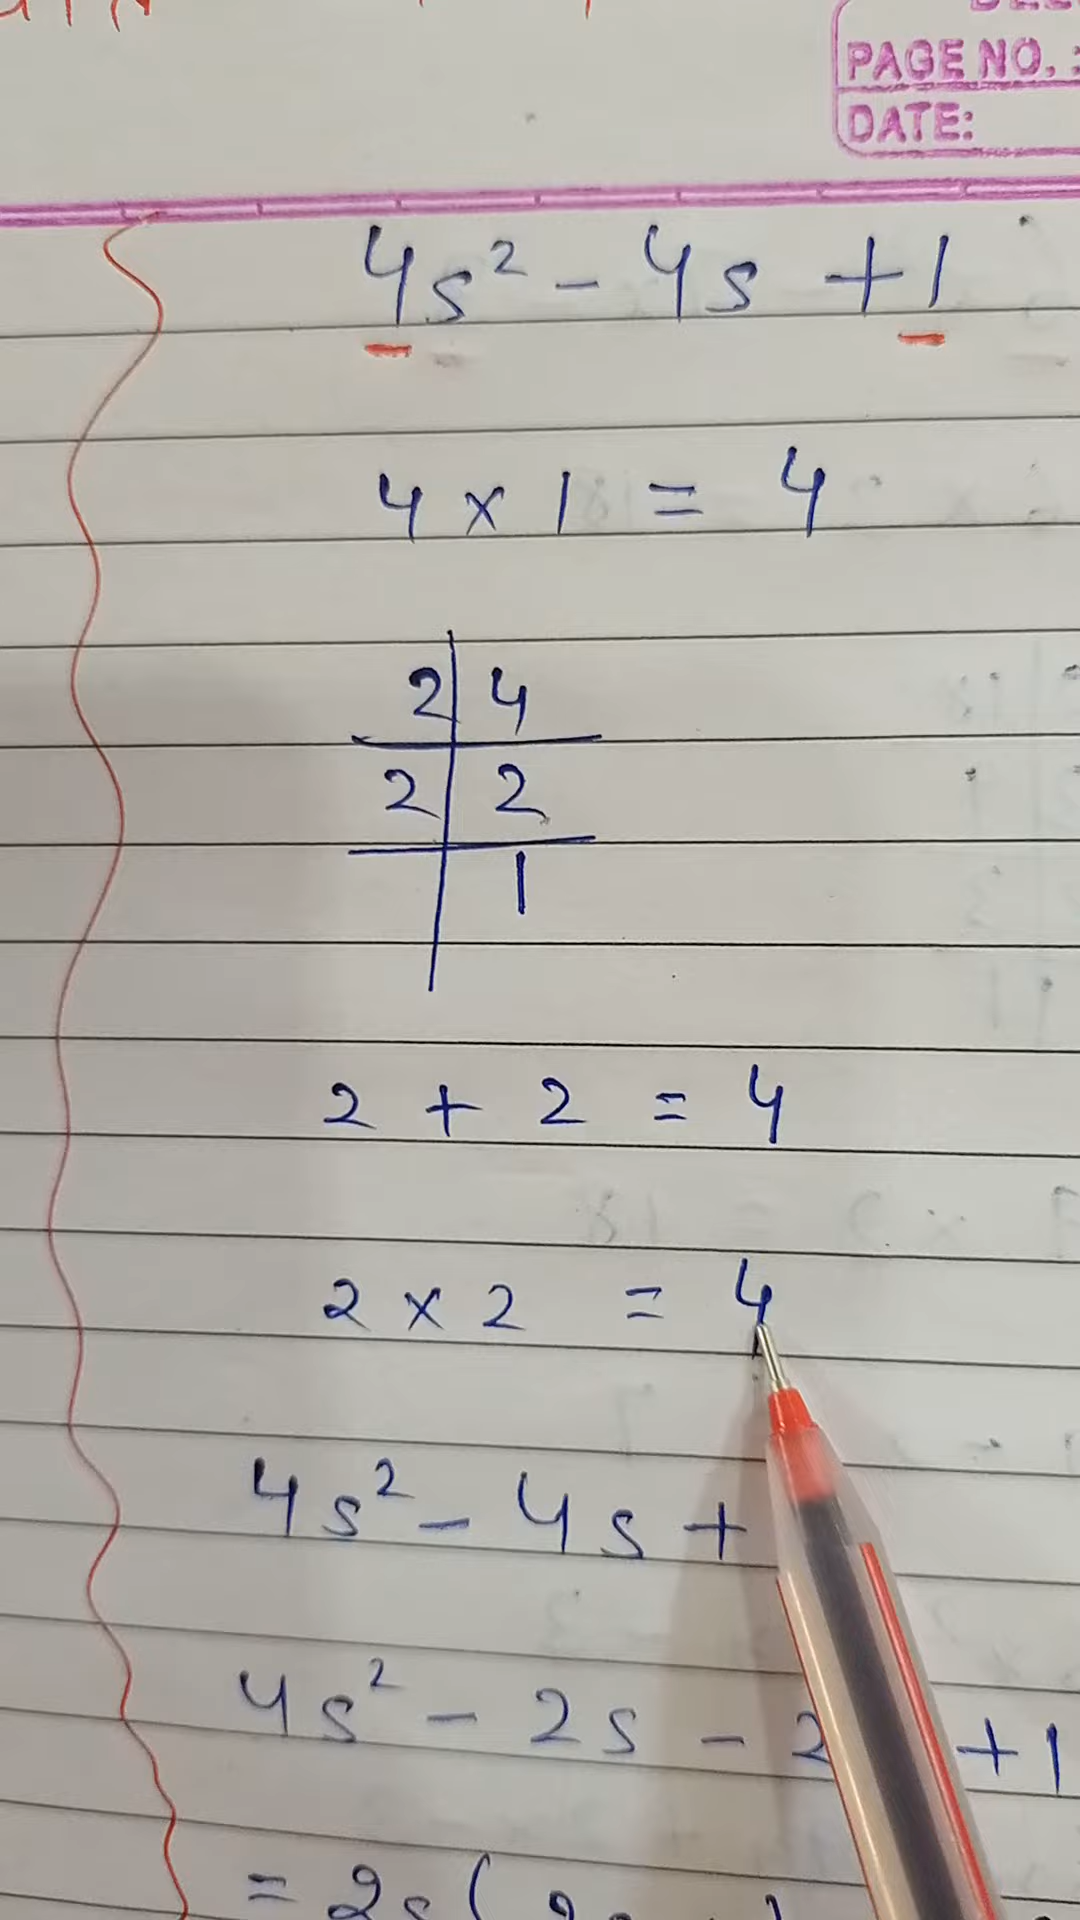 PAGE NO. :
DATE:
4s² - 4s + 1
4 × 1 = 4
2 | 4
2 | 2
1
2 + 2 = 4
2 × 2 = 4
4s² - 4s +
4s² - 2s - 2 + 1
= 2s (